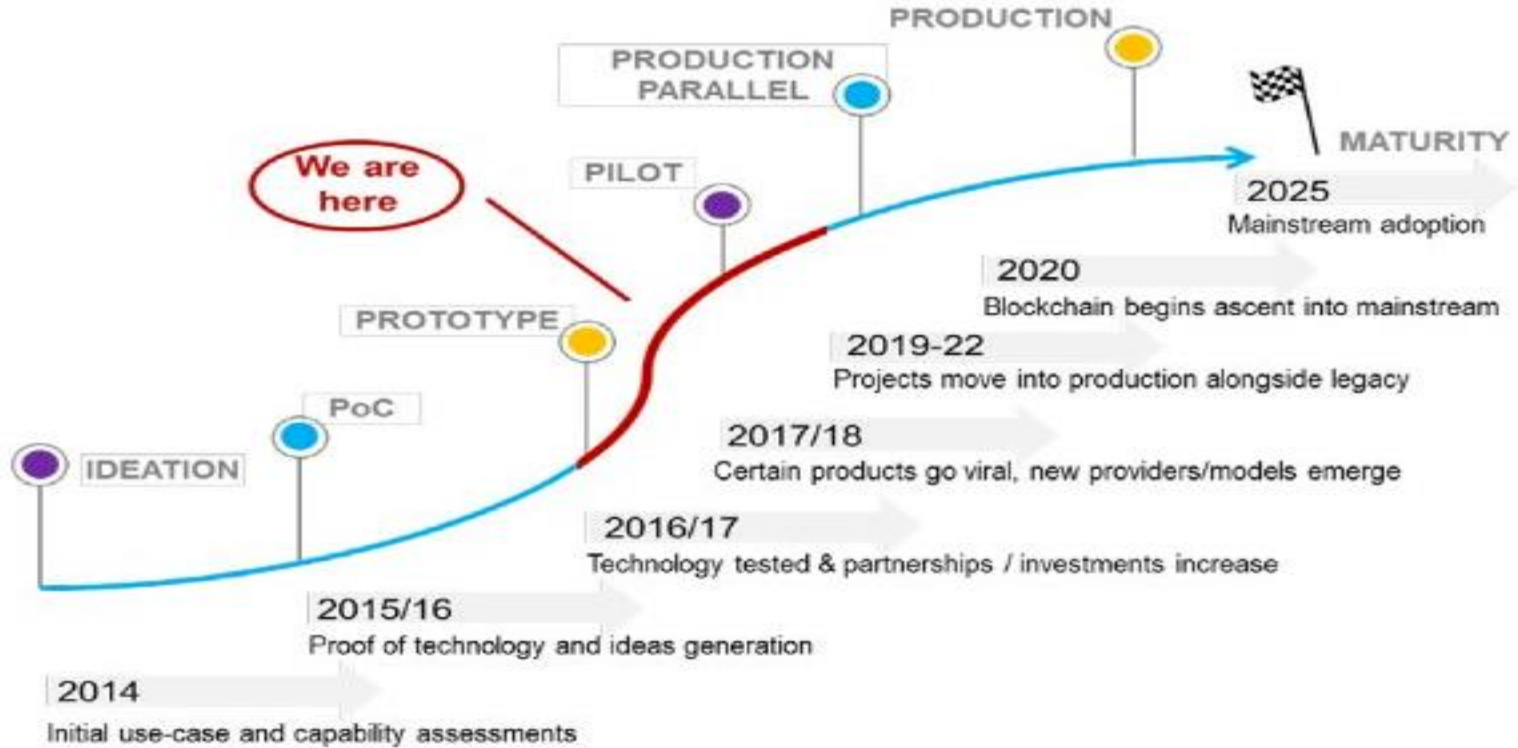 PRODUCTION
PRODUCTION
PARALLEL
MATURITY
We are
here
PILOT
2025
Mainstream adoption
2020
Blockchain begins ascent into mainstream
PROTOTYPE
2019-22
Projects move into production alongside legacy
PoC
2017/18
Certain products go viral, new providers/models emerge
IDEATION
2016/17
Technology tested & partnerships / investments increase
2015/16
Proof of technology and ideas generation
2014
Initial use-case and capability assessments